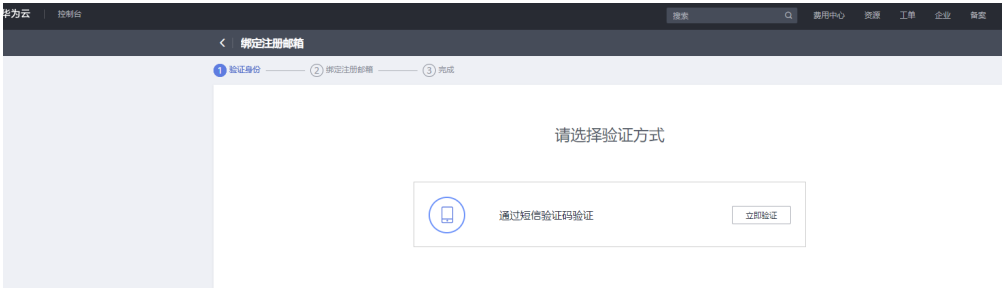 华为云 控制台 搜索 费用中心 资源 工单 企业 备案
绑定注册邮箱
1 验证身份 2 绑定注册邮箱 3 完成
请选择验证方式
通过短信验证码验证 立即验证